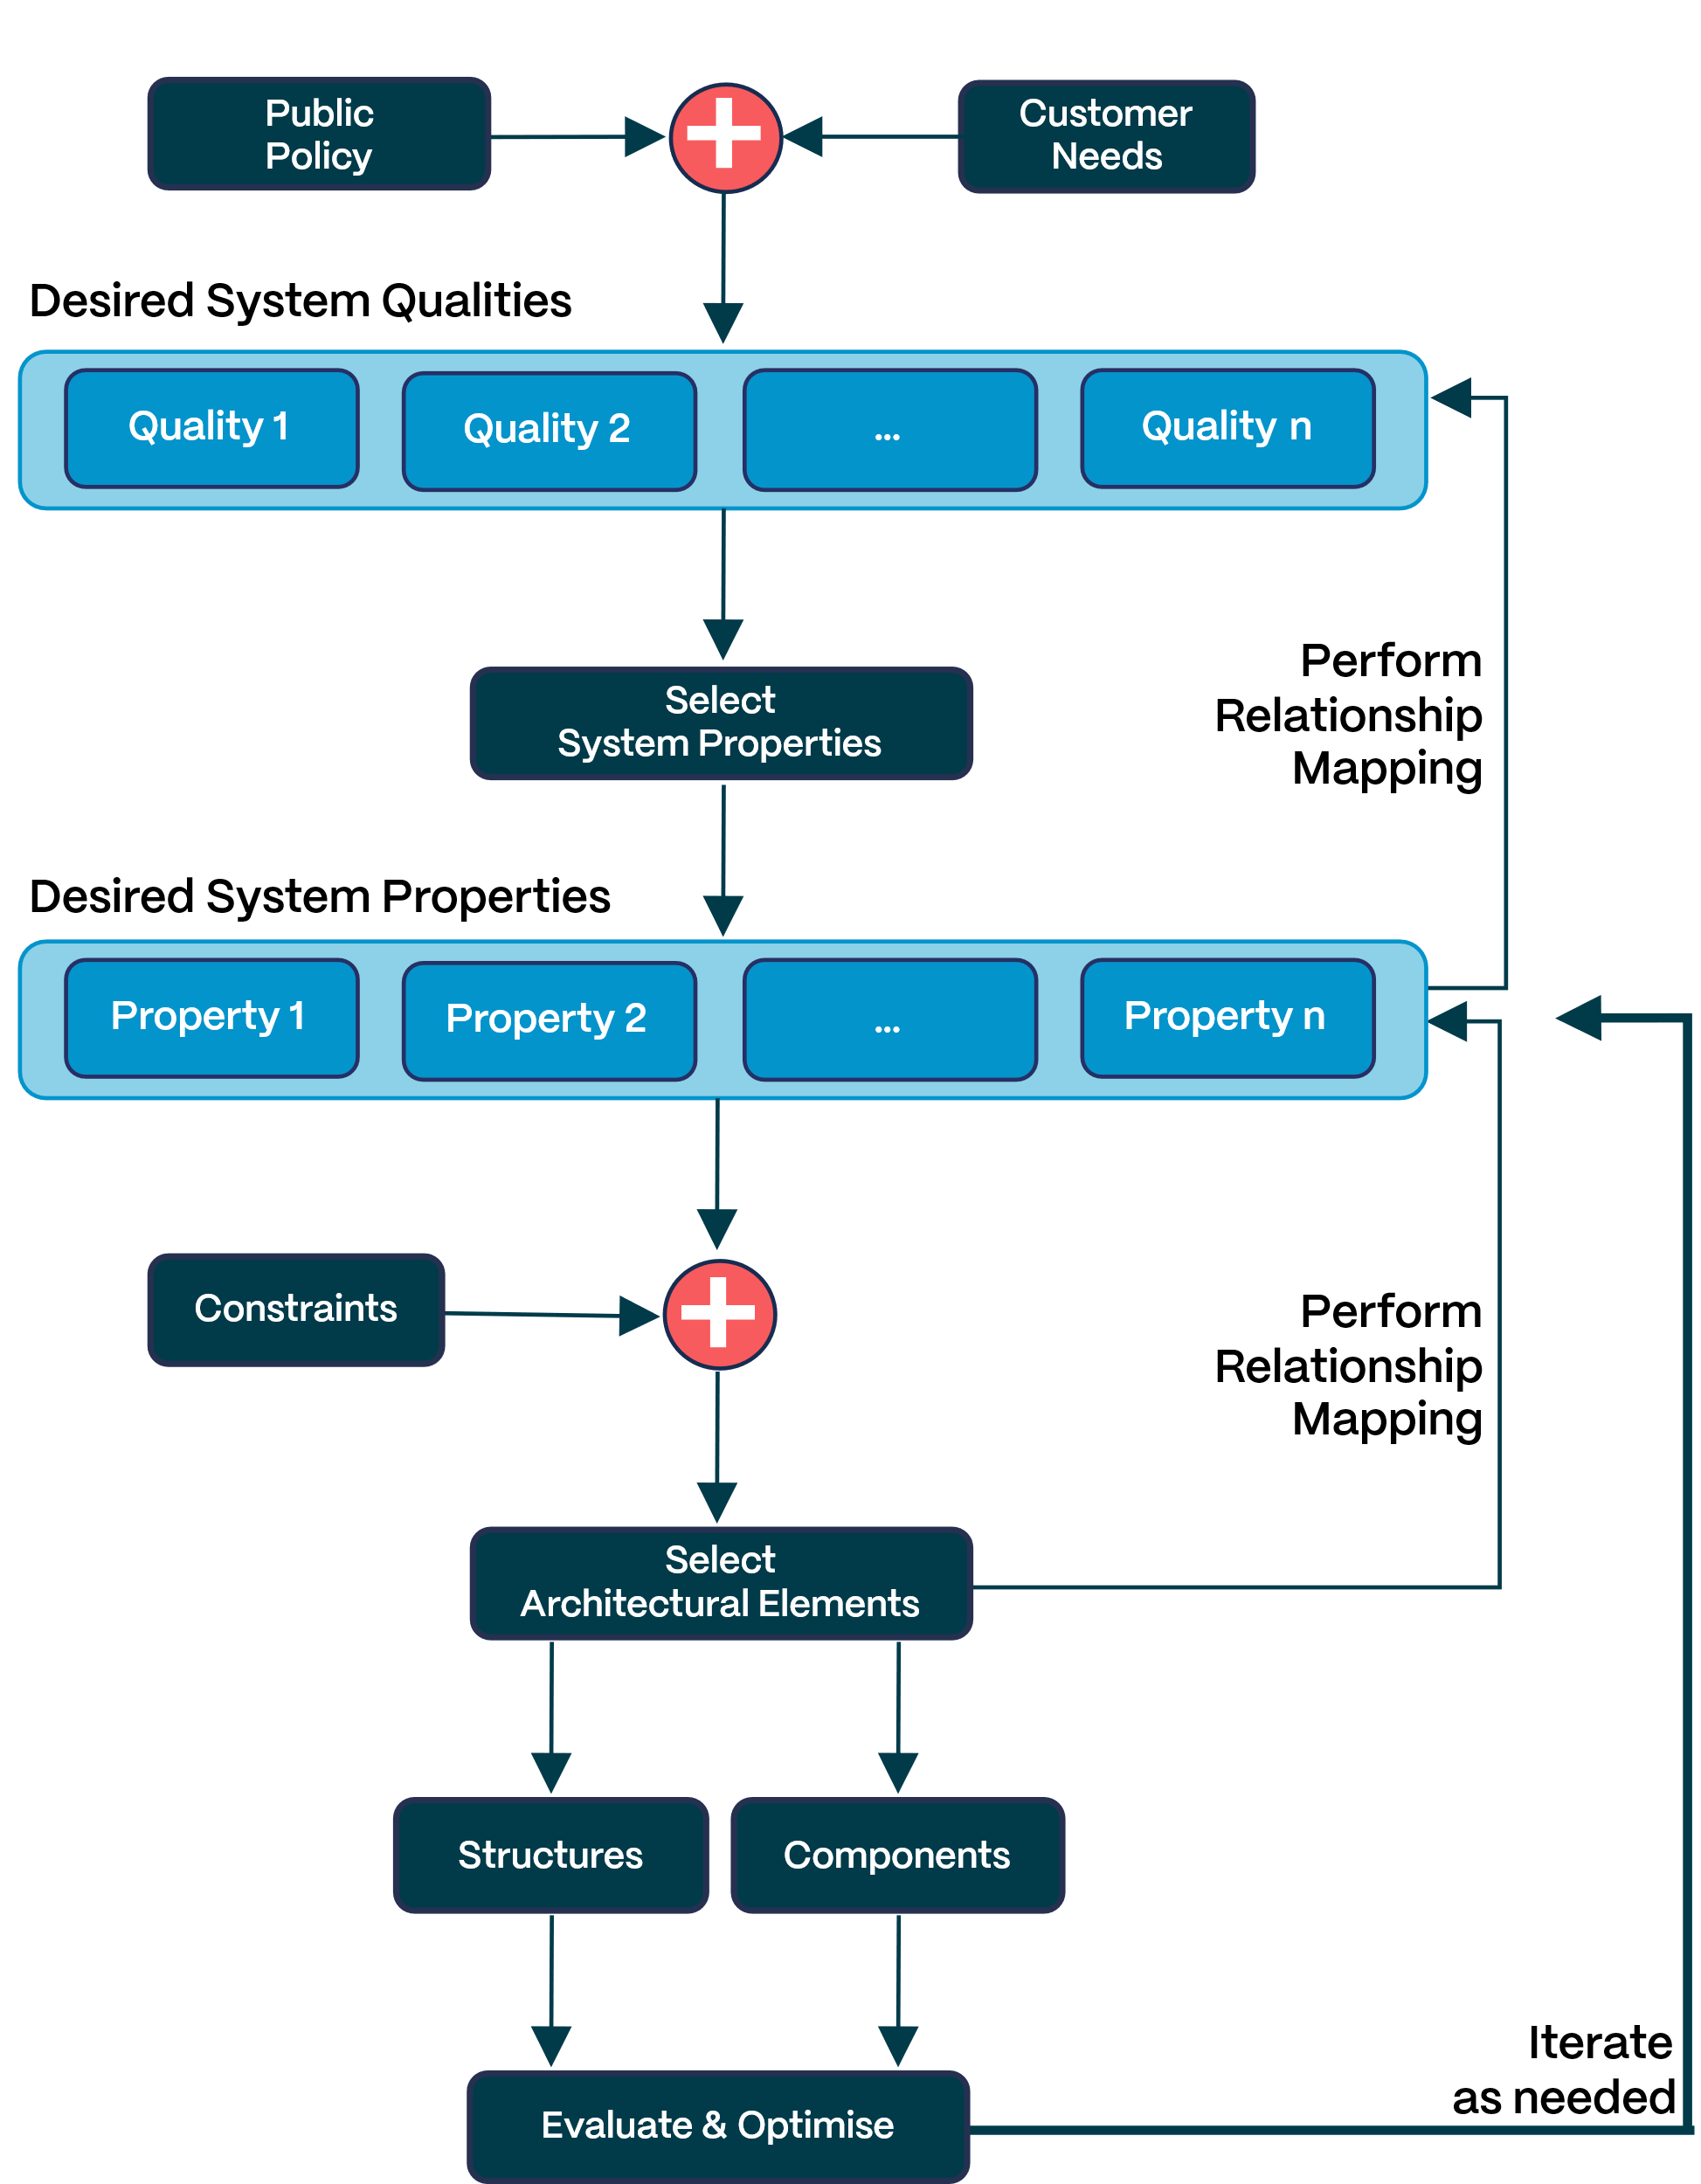 Public
Policy
Customer
Needs
Desired System Qualities
Quality 1
Quality 2
...
Quality n
Select
System Properties
Perform
Relationship
Mapping
Desired System Properties
Property 1
Property 2
...
Property n
Constraints
Perform
Relationship
Mapping
Select
Architectural Elements
Structures
Components
Iterate
as needed
Evaluate & Optimise